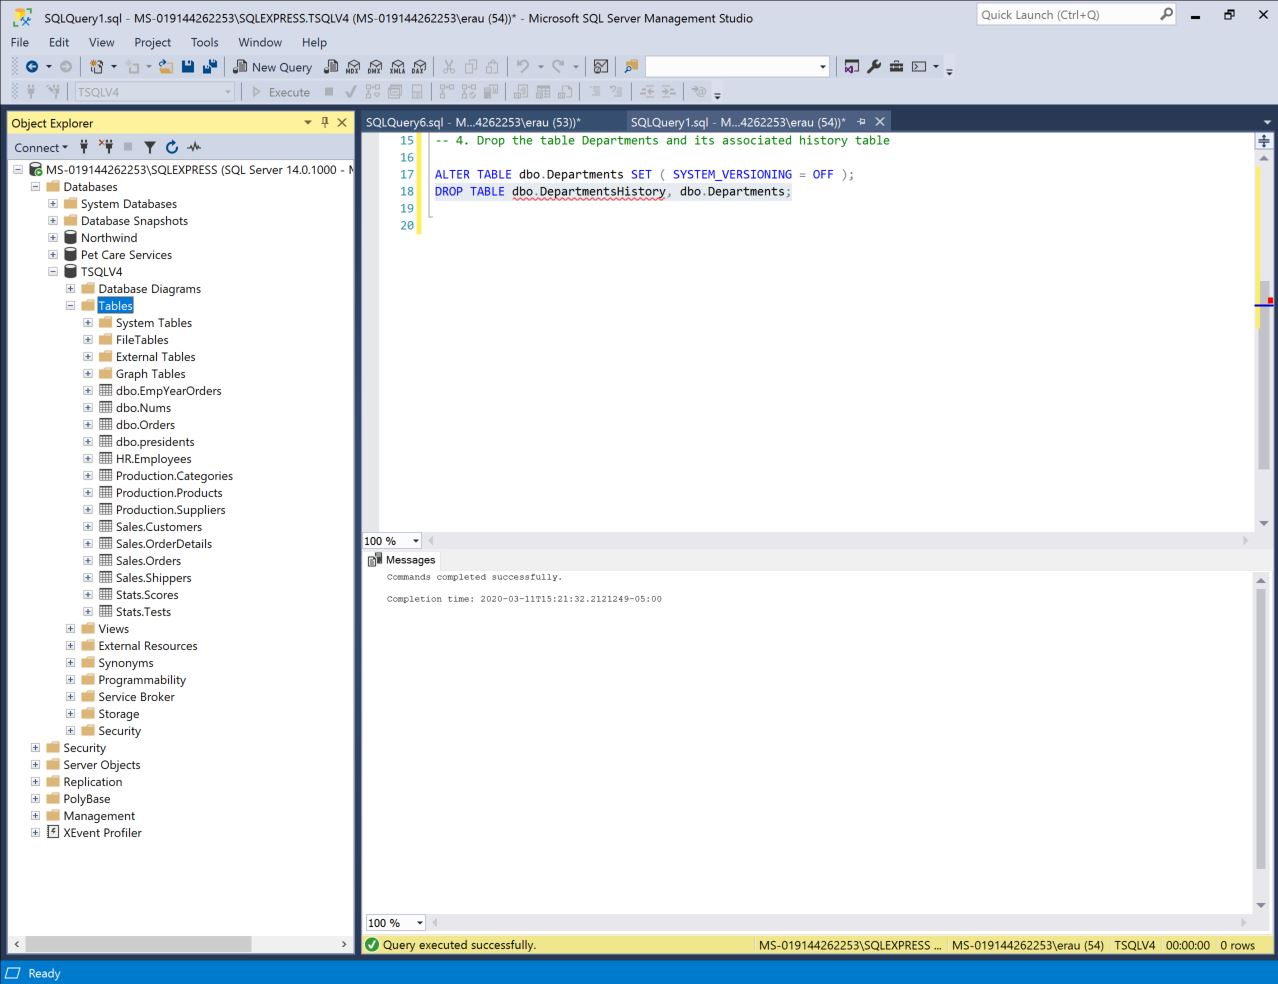 SQLQuery1.sql - MS-019144262253\SQLEXPRESS.TSQLV4 (MS-019144262253\erau (54))* - Microsoft SQL Server Management Studio
Quick Launch (Ctrl+Q)
File Edit View Project Tools Window Help
New Query MDX DMX XMLA DAX
TSQLV4 Execute
Object Explorer
Connect
MS-019144262253\SQLEXPRESS (SQL Server 14.0.1000 -
Databases
System Databases
Database Snapshots
Northwind
Pet Care Services
TSQLV4
Database Diagrams
Tables
System Tables
FileTables
External Tables
Graph Tables
dbo.EmpYearOrders
dbo.Nums
dbo.Orders
dbo.presidents
HR.Employees
Production.Categories
Production.Products
Production.Suppliers
Sales.Customers
Sales.OrderDetails
Sales.Orders
Sales.Shippers
Stats.Scores
Stats.Tests
Views
External Resources
Synonyms
Programmability
Service Broker
Storage
Security
Security
Server Objects
Replication
PolyBase
Management
XEvent Profiler
SQLQuery6.sql - M...4262253\erau (53))* SQLQuery1.sql - M...4262253\erau (54))*
15 -- 4. Drop the table Departments and its associated history table
16
17 ALTER TABLE dbo.Departments SET ( SYSTEM_VERSIONING = OFF );
18 DROP TABLE dbo.DepartmentsHistory, dbo.Departments;
19
20
100 %
Messages
Commands completed successfully.
Completion time: 2020-03-11T15:21:32.2121249-05:00
100 %
Query executed successfully. MS-019144262253\SQLEXPRESS ... MS-019144262253\erau (54) TSQLV4 00:00:00 0 rows
Ready